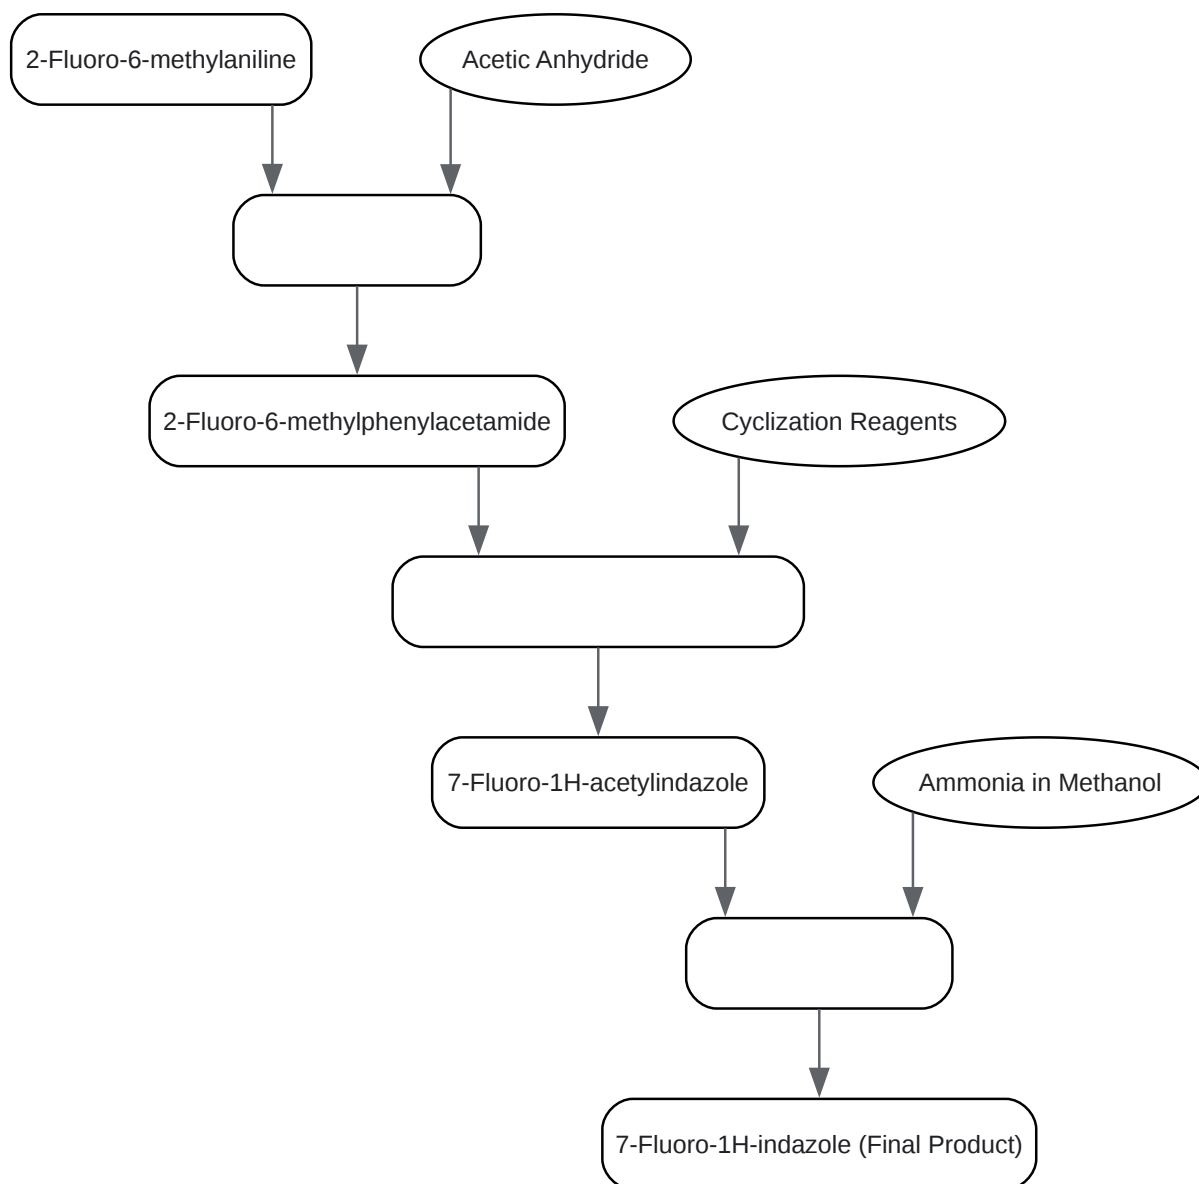 2-Fluoro-6-methylaniline
Acetic Anhydride
2-Fluoro-6-methylphenylacetamide
Cyclization Reagents
7-Fluoro-1H-acetylindazole
Ammonia in Methanol
7-Fluoro-1H-indazole (Final Product)